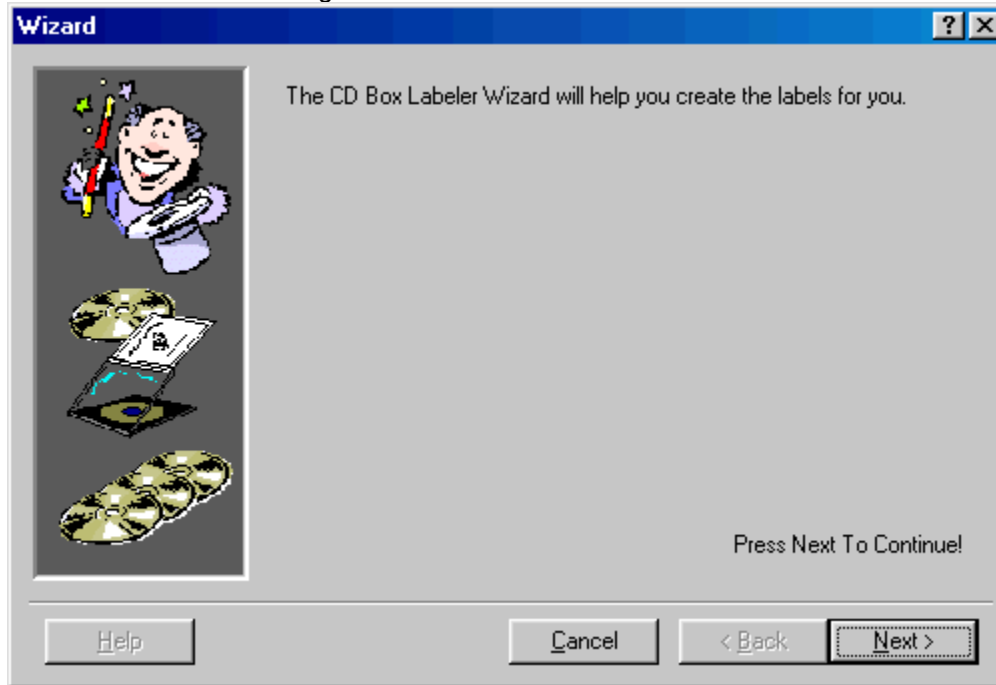 Wizard
The CD Box Labeler Wizard will help you create the labels for you.
Press Next To Continue!
Help Cancel < Back Next >